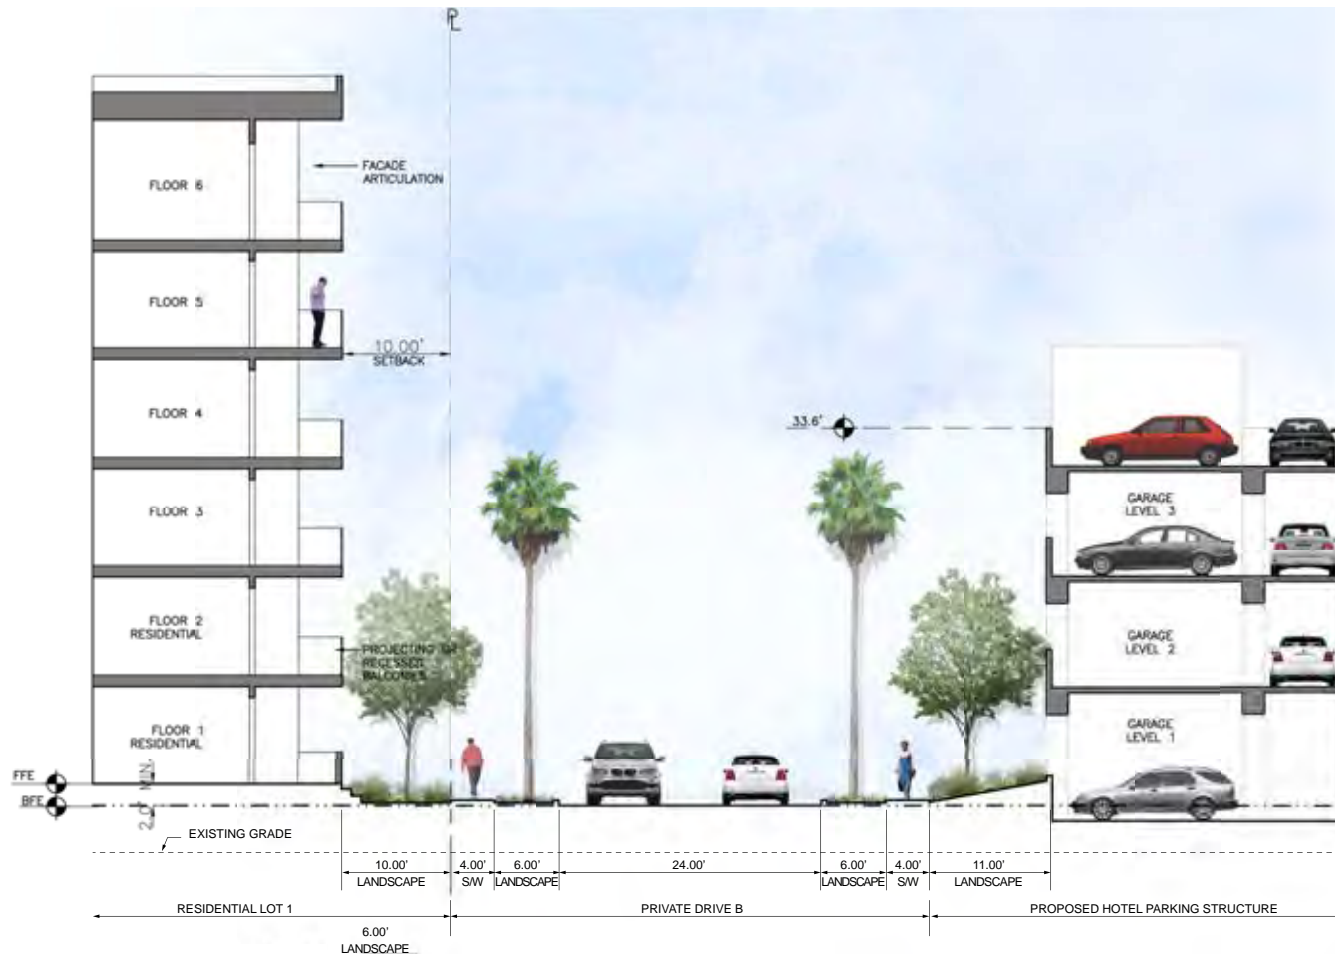 PL
FLOOR 6
FACADE
ARTICULATION
FLOOR 5
10.00'
SETBACK
FLOOR 4
33.6'
FLOOR 3
GARAGE
LEVEL 3
FLOOR 2
RESIDENTIAL
PROJECTING OR
RECESSED
BALCONIES
GARAGE
LEVEL 2
FLOOR 1
RESIDENTIAL
GARAGE
LEVEL 1
FFE
BFE
2.0' MIN.
EXISTING GRADE
10.00'
LANDSCAPE
4.00'
S/W
6.00'
LANDSCAPE
24.00'
6.00'
LANDSCAPE
4.00'
S/W
11.00'
LANDSCAPE
RESIDENTIAL LOT 1
PRIVATE DRIVE B
PROPOSED HOTEL PARKING STRUCTURE
6.00'
LANDSCAPE